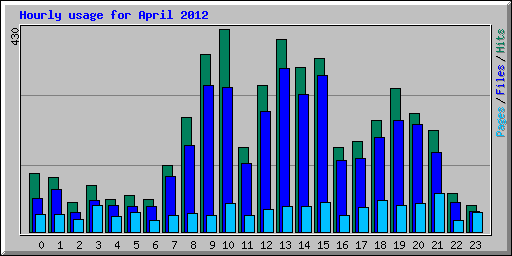 Hourly usage for April 2012
430
Pages / Files / Hits
0 1 2 3 4 5 6 7 8 9 10 11 12 13 14 15 16 17 18 19 20 21 22 23